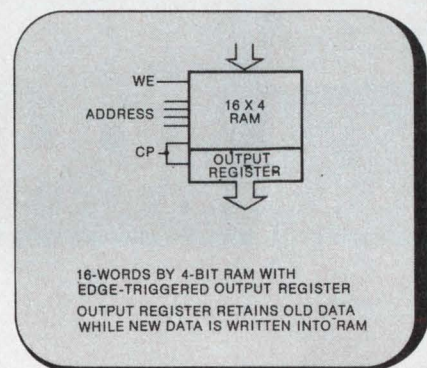 WE
16 X 4
RAM
ADDRESS
CP
OUTPUT
REGISTER
16-WORDS BY 4-BIT RAM WITH
EDGE-TRIGGERED OUTPUT REGISTER
OUTPUT REGISTER RETAINS OLD DATA
WHILE NEW DATA IS WRITTEN INTO RAM